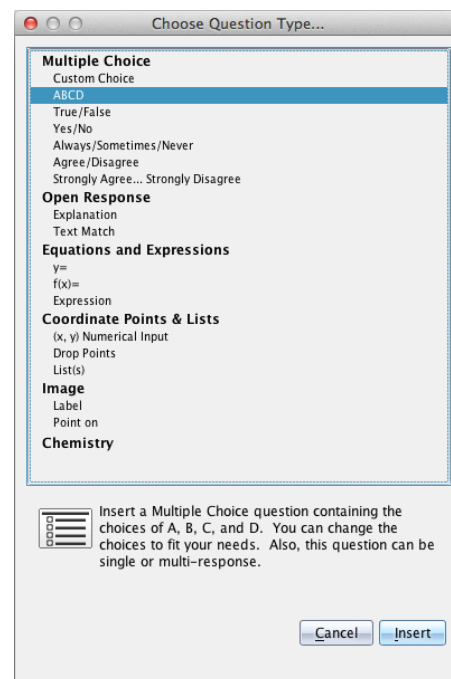 Choose Question Type...
Multiple Choice
Custom Choice
ABCD
True/False
Yes/No
Always/Sometimes/Never
Agree/Disagree
Strongly Agree... Strongly Disagree
Open Response
Explanation
Text Match
Equations and Expressions
y=
f(x)=
Expression
Coordinate Points & Lists
(x, y) Numerical Input
Drop Points
List(s)
Image
Label
Point on
Chemistry
Insert a Multiple Choice question containing the
choices of A, B, C, and D.  You can change the
choices to fit your needs.  Also, this question can be
single or multi-response.
Cancel Insert